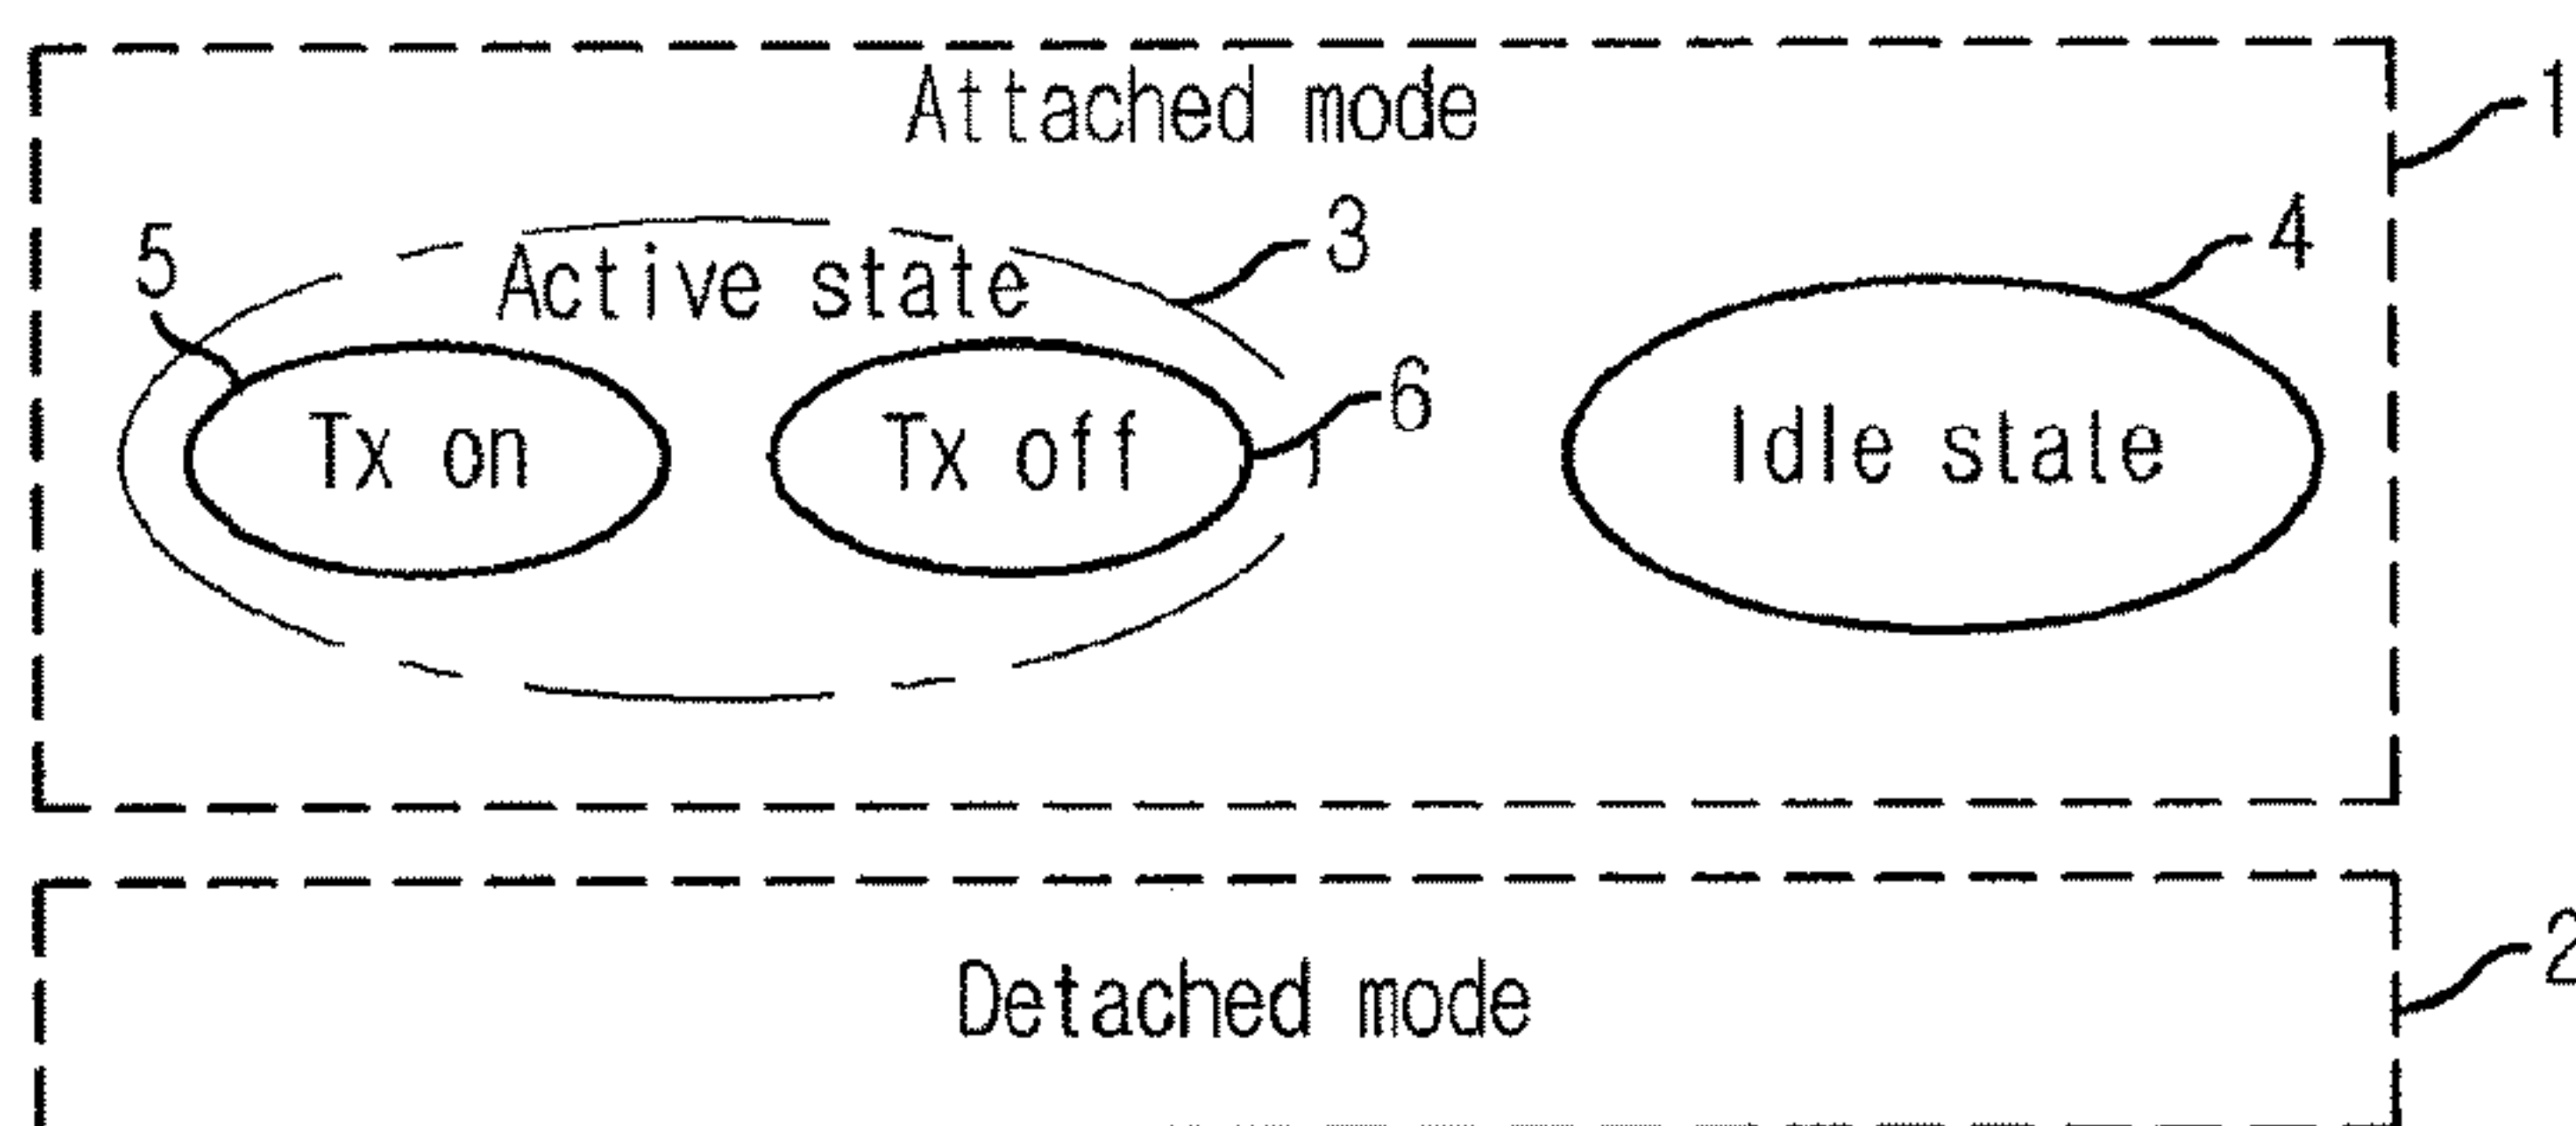 Attached mode
1
Active state
3
4
5
Tx on
Tx off
6
Idle state
Detached mode
2